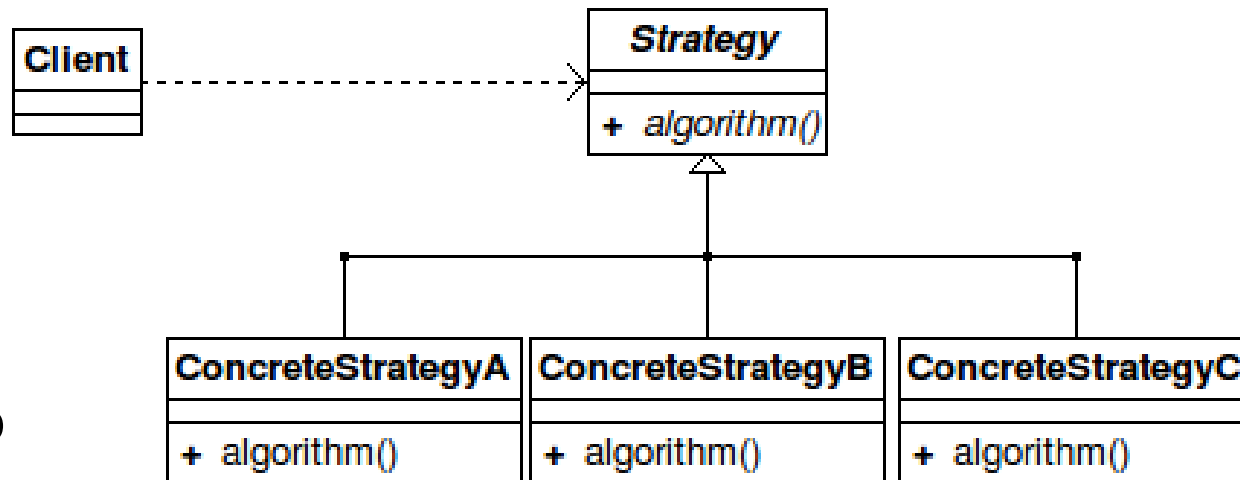 Client
Strategy
+ algorithm()
ConcreteStrategyA
+ algorithm()
ConcreteStrategyB
+ algorithm()
ConcreteStrategyC
+ algorithm()